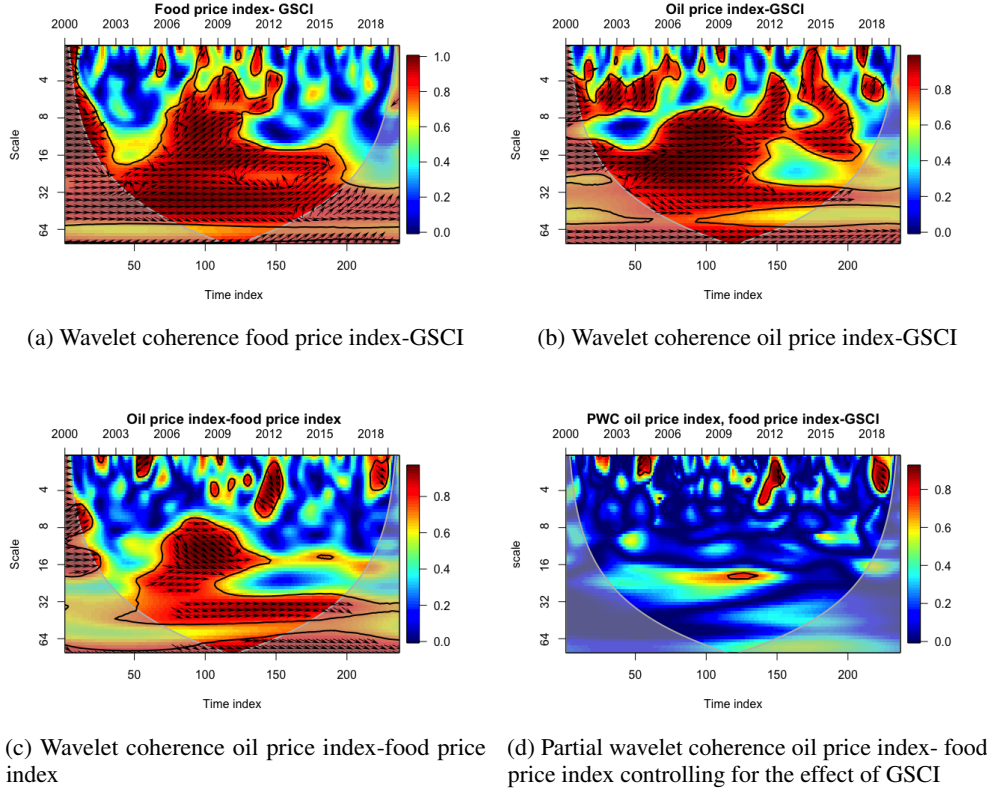 Food price index- GSCI
2000 2003 2006 2009 2012 2015 2018
Scale
4
8
16
32
64
50 100 150 200
Time index
1.0
0.8
0.6
0.4
0.2
0.0
(a) Wavelet coherence food price index-GSCI
Oil price index-GSCI
2000 2003 2006 2009 2012 2015 2018
Scale
4
8
16
32
64
50 100 150 200
Time index
0.8
0.6
0.4
0.2
0.0
(b) Wavelet coherence oil price index-GSCI
Oil price index-food price index
2000 2003 2006 2009 2012 2015 2018
Scale
4
8
16
32
64
50 100 150 200
Time index
0.8
0.6
0.4
0.2
0.0
(c) Wavelet coherence oil price index-food price
index
PWC oil price index, food price index-GSCI
2000 2003 2006 2009 2012 2015 2018
scale
4
8
16
32
64
50 100 150 200
Time index
0.8
0.6
0.4
0.2
0.0
(d) Partial wavelet coherence oil price index- food
price index controlling for the effect of GSCI